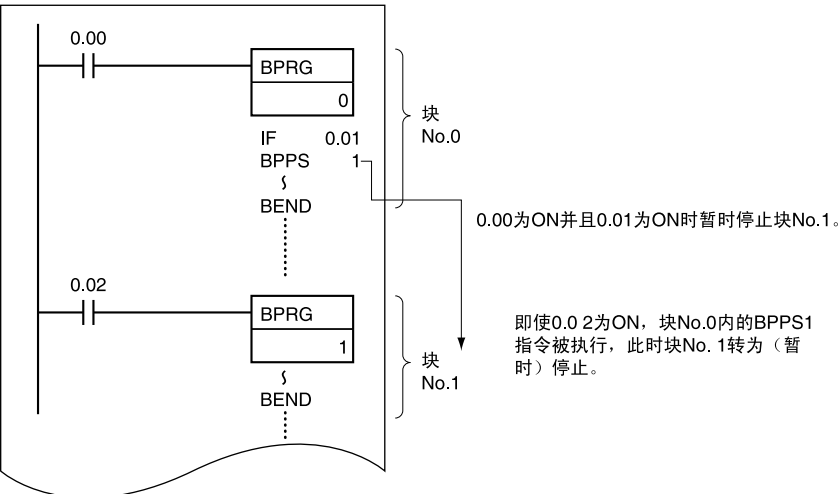 0.00
BPRG
0
IF 0.01
BPPS 1
BEND
块
No.0
0.00为ON并且0.01为ON时暂时停止块No.1。
0.02
BPRG
1
BEND
块
No.1
即使0.0 2为ON，块No.0内的BPPS1
指令被执行，此时块No. 1转为（暂
时）停止。